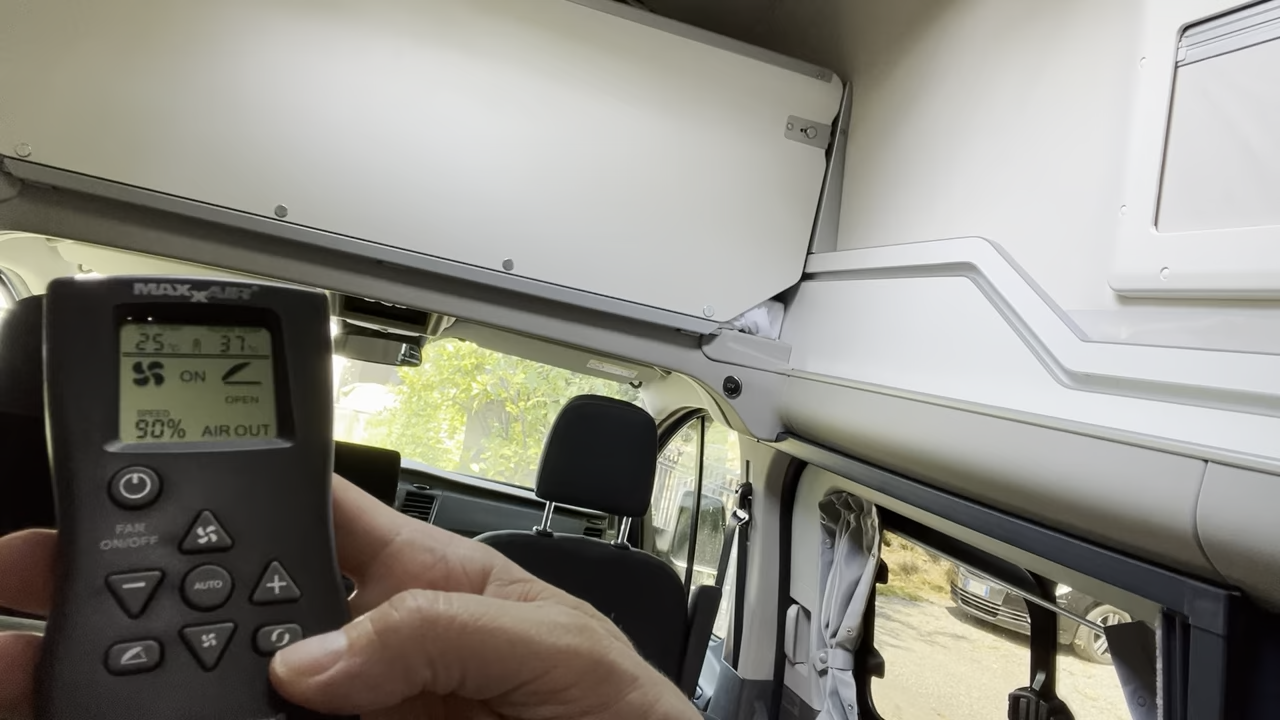 MAXXAIR®
25°C 37°C
ON
OPEN
SPEED
90% AIR OUT
FAN
ON/OFF
AUTO